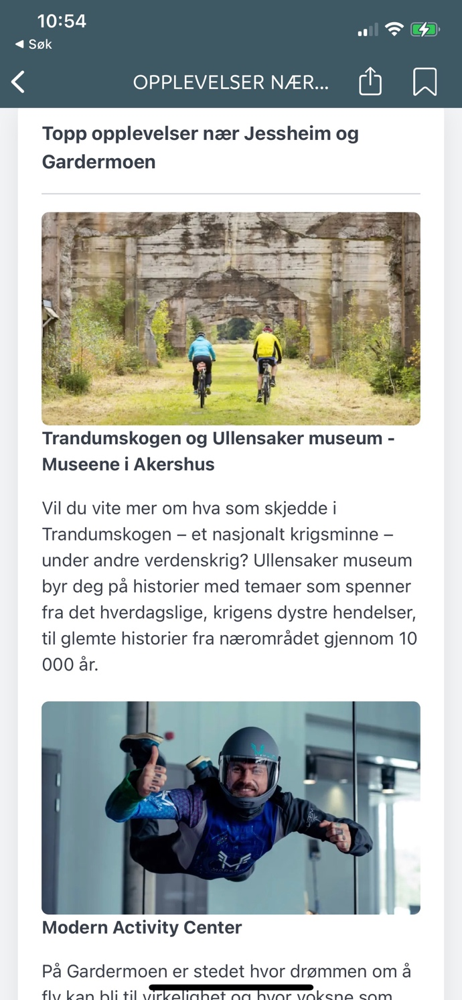 10:54
◀ Søk
OPPLEVELSER NÆR...
Topp opplevelser nær Jessheim og
Gardermoen
Trandumskogen og Ullensaker museum -
Museene i Akershus
Vil du vite mer om hva som skjedde i
Trandumskogen – et nasjonalt krigsminne –
under andre verdenskrig? Ullensaker museum
byr deg på historier med temaer som spenner
fra det hverdagslige, krigens dystre hendelser,
til glemte historier fra nærområdet gjennom 10
000 år.
Modern Activity Center
På Gardermoen er stedet hvor drømmen om å
fly kan bli til virkelighet og hvor voksne som